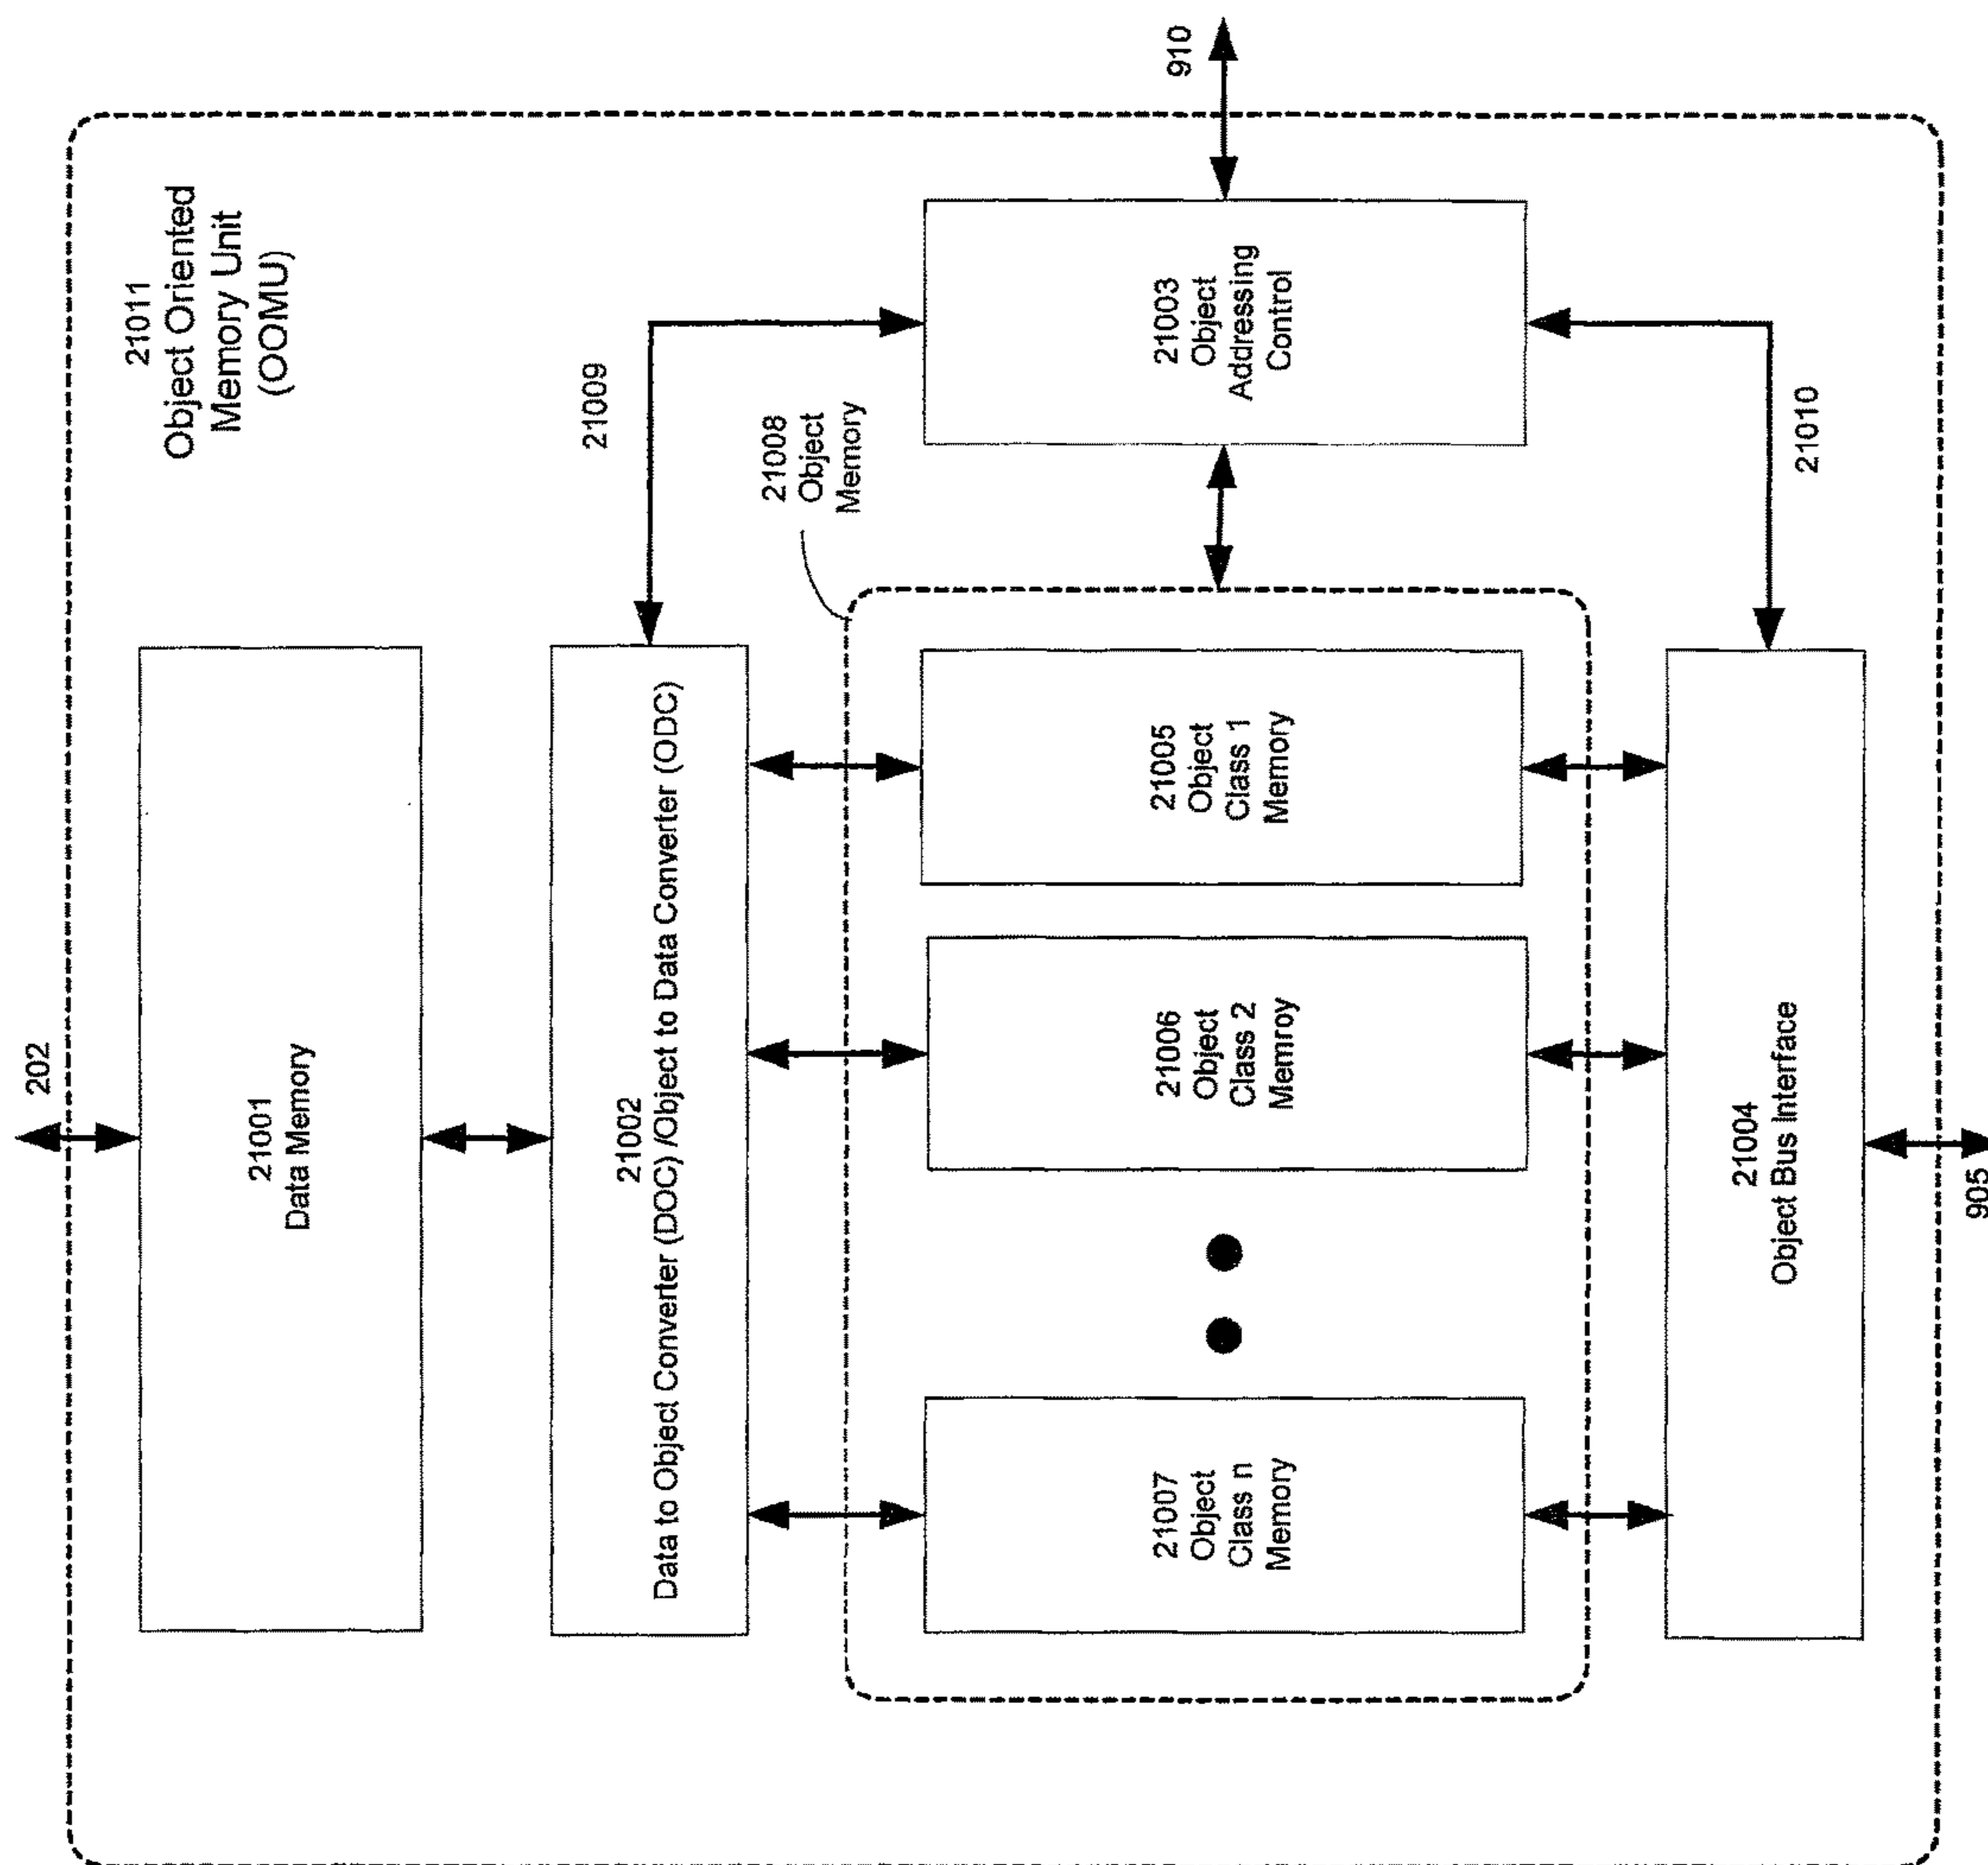 202
21001
Data Memory
21011
Object Oriented
Memory Unit
(OOMU)
21002
Data to Object Converter (DOC) /Object to Data Converter (ODC)
21009
21008
Object
Memory
21007
Object
Class n
Memory
21006
Object
Class 2
Memroy
21005
Object
Class 1
Memory
21003
Object
Addressing
Control
910
21004
Object Bus Interface
21010
905